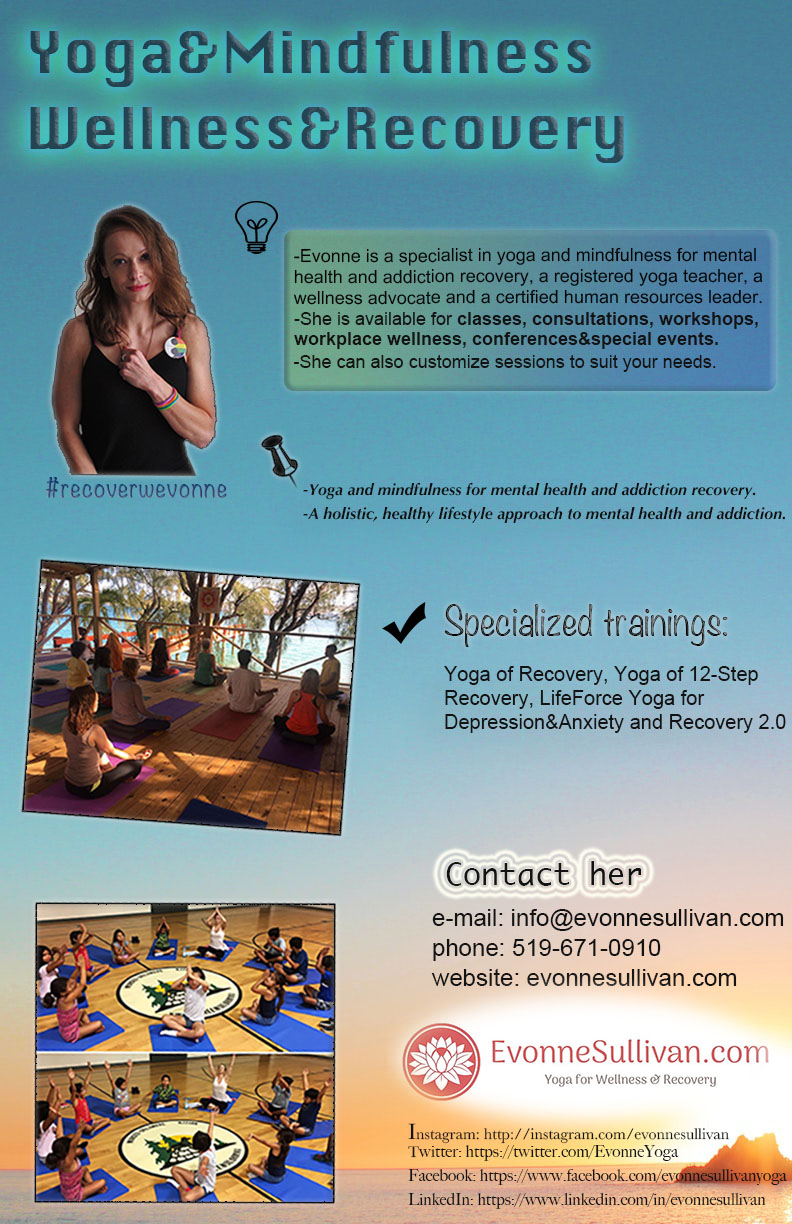 Yoga&Mindfulness
Wellness&Recovery
-Evonne is a specialist in yoga and mindfulness for mental
health and addiction recovery, a registered yoga teacher, a
wellness advocate and a certified human resources leader.
-She is available for classes, consultations, workshops,
workplace wellness, conferences&special events.
-She can also customize sessions to suit your needs.
#recoverwevonne
-Yoga and mindfulness for mental health and addiction recovery.
-A holistic, healthy lifestyle approach to mental health and addiction.
Specialized trainings:
Yoga of Recovery, Yoga of 12-Step
Recovery, LifeForce Yoga for
Depression&Anxiety and Recovery 2.0
Contact her
e-mail: info@evonnesullivan.com
phone: 519-671-0910
website: evonnesullivan.com
EvonneSullivan.com
Yoga for Wellness & Recovery
Instagram: http://instagram.com/evonnesullivan
Twitter: https://twitter.com/EvonneYoga
Facebook: https://www.facebook.com/evonnesullivanyoga
LinkedIn: https://www.linkedin.com/in/evonnesullivan